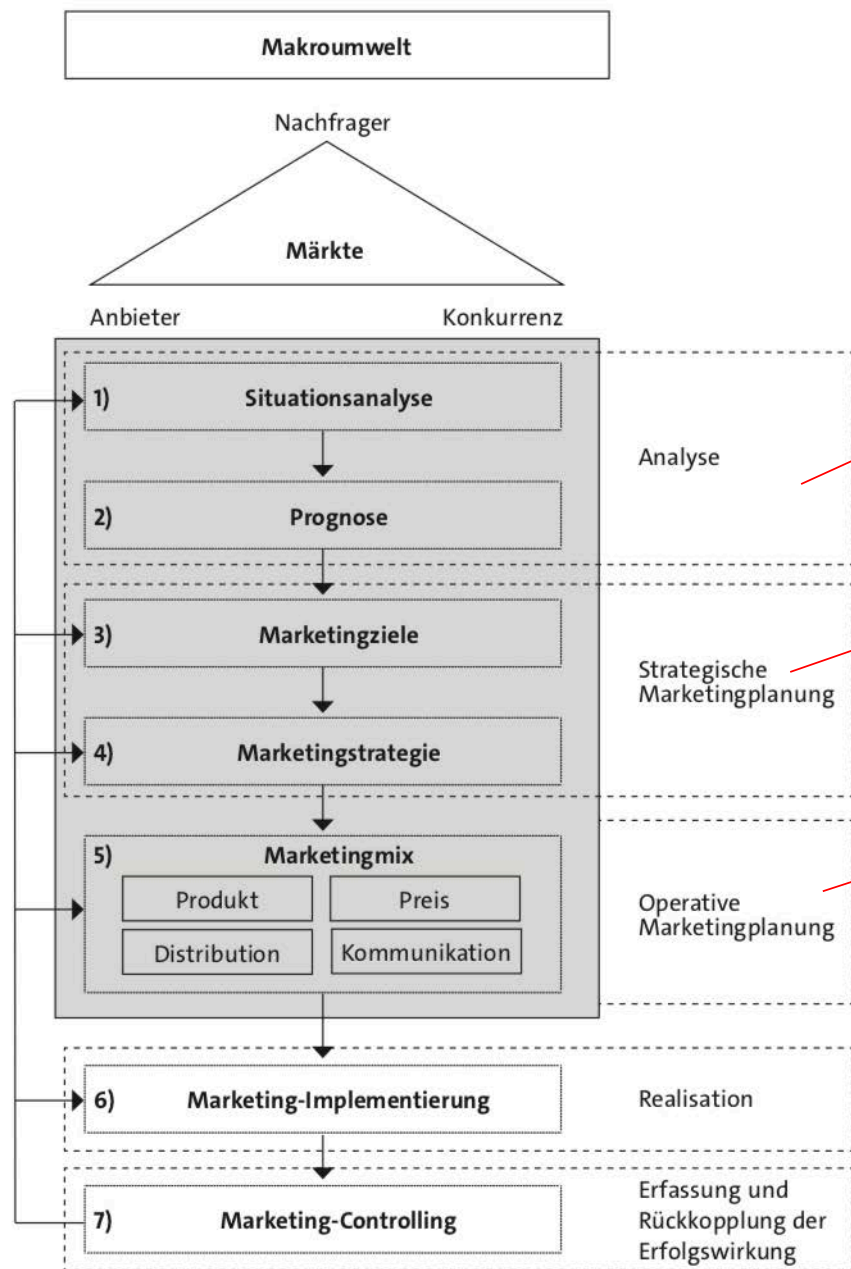 Makroumwelt
Nachfrager
Märkte
Anbieter
Konkurrenz
1) Situationsanalyse
Analyse
2) Prognose
3) Marketingziele
Strategische
Marketingplanung
4) Marketingstrategie
5) Marketingmix
Produkt
Preis
Distribution
Kommunikation
Operative
Marketingplanung
6) Marketing-Implementierung
Realisation
7) Marketing-Controlling
Erfassung und
Rückkopplung der
Erfolgswirkung